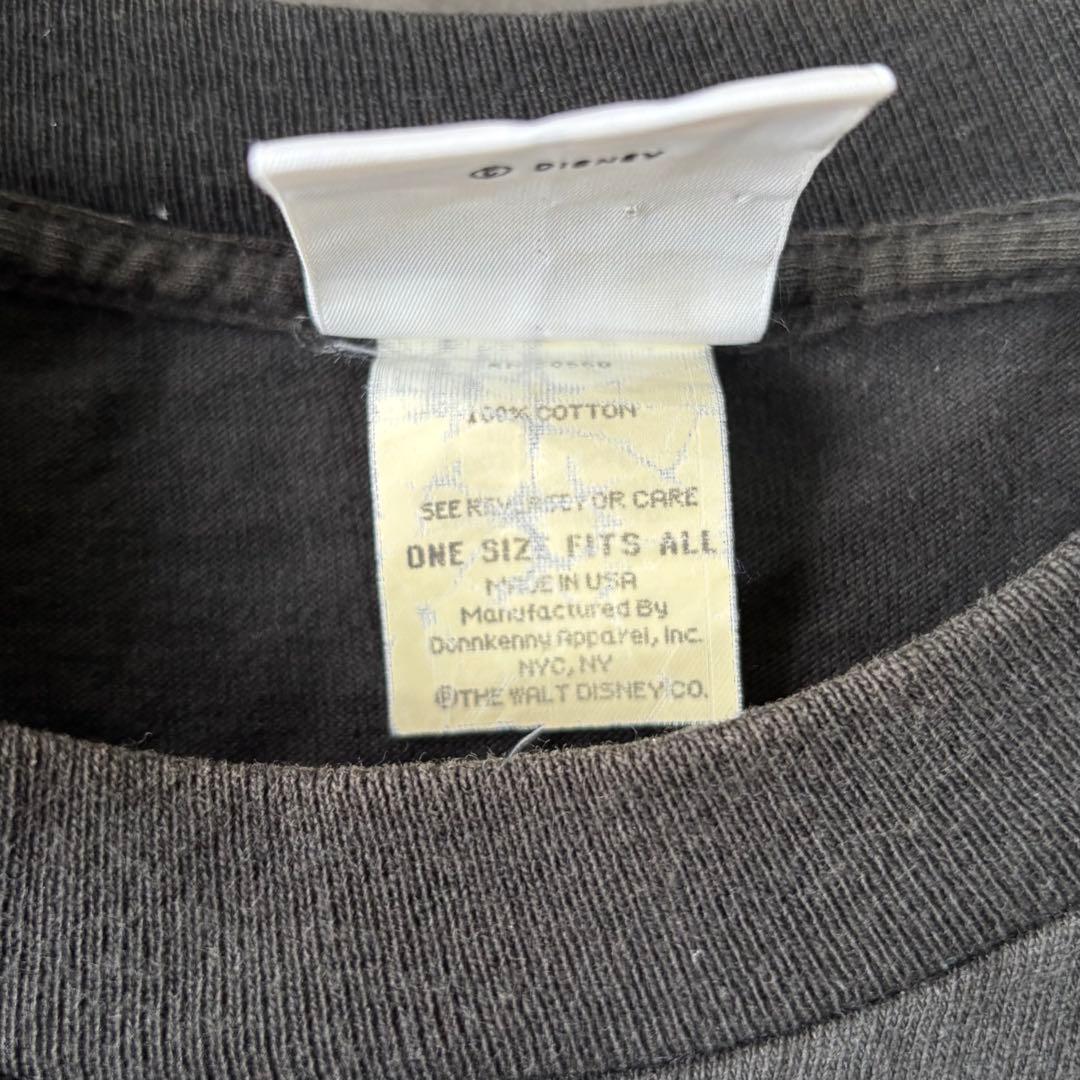 © DISNEY
100% COTTON
SEE REVERSE FOR CARE
ONE SIZE FITS ALL
MADE IN USA
Manufactured By
Donnkenny Apparel, Inc.
NYC, NY
©THE WALT DISNEY CO.